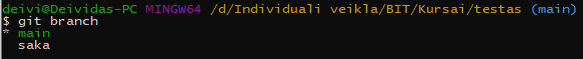 deivi@Deividas-PC MINGW64 /d/Individuali veikla/BIT/Kursai/testas (main)
$ git branch
* main
  saka